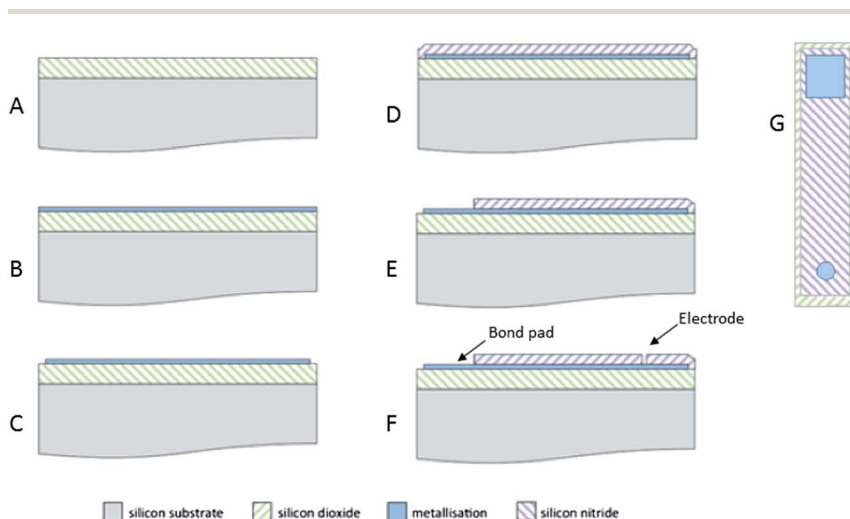 A
B
C
D
E
Bond pad
Electrode
F
G
silicon substrate
silicon dioxide
metallisation
silicon nitride